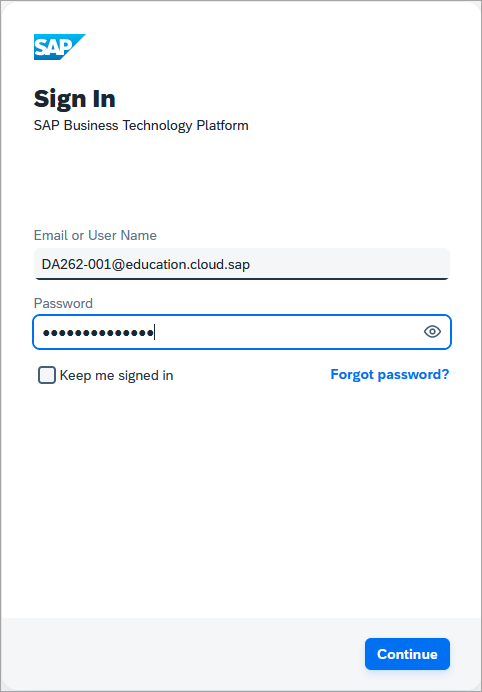 SAP
Sign In
SAP Business Technology Platform
Email or User Name
DA262-001@education.cloud.sap
Password
••••••••••••••
Keep me signed in
Forgot password?
Continue